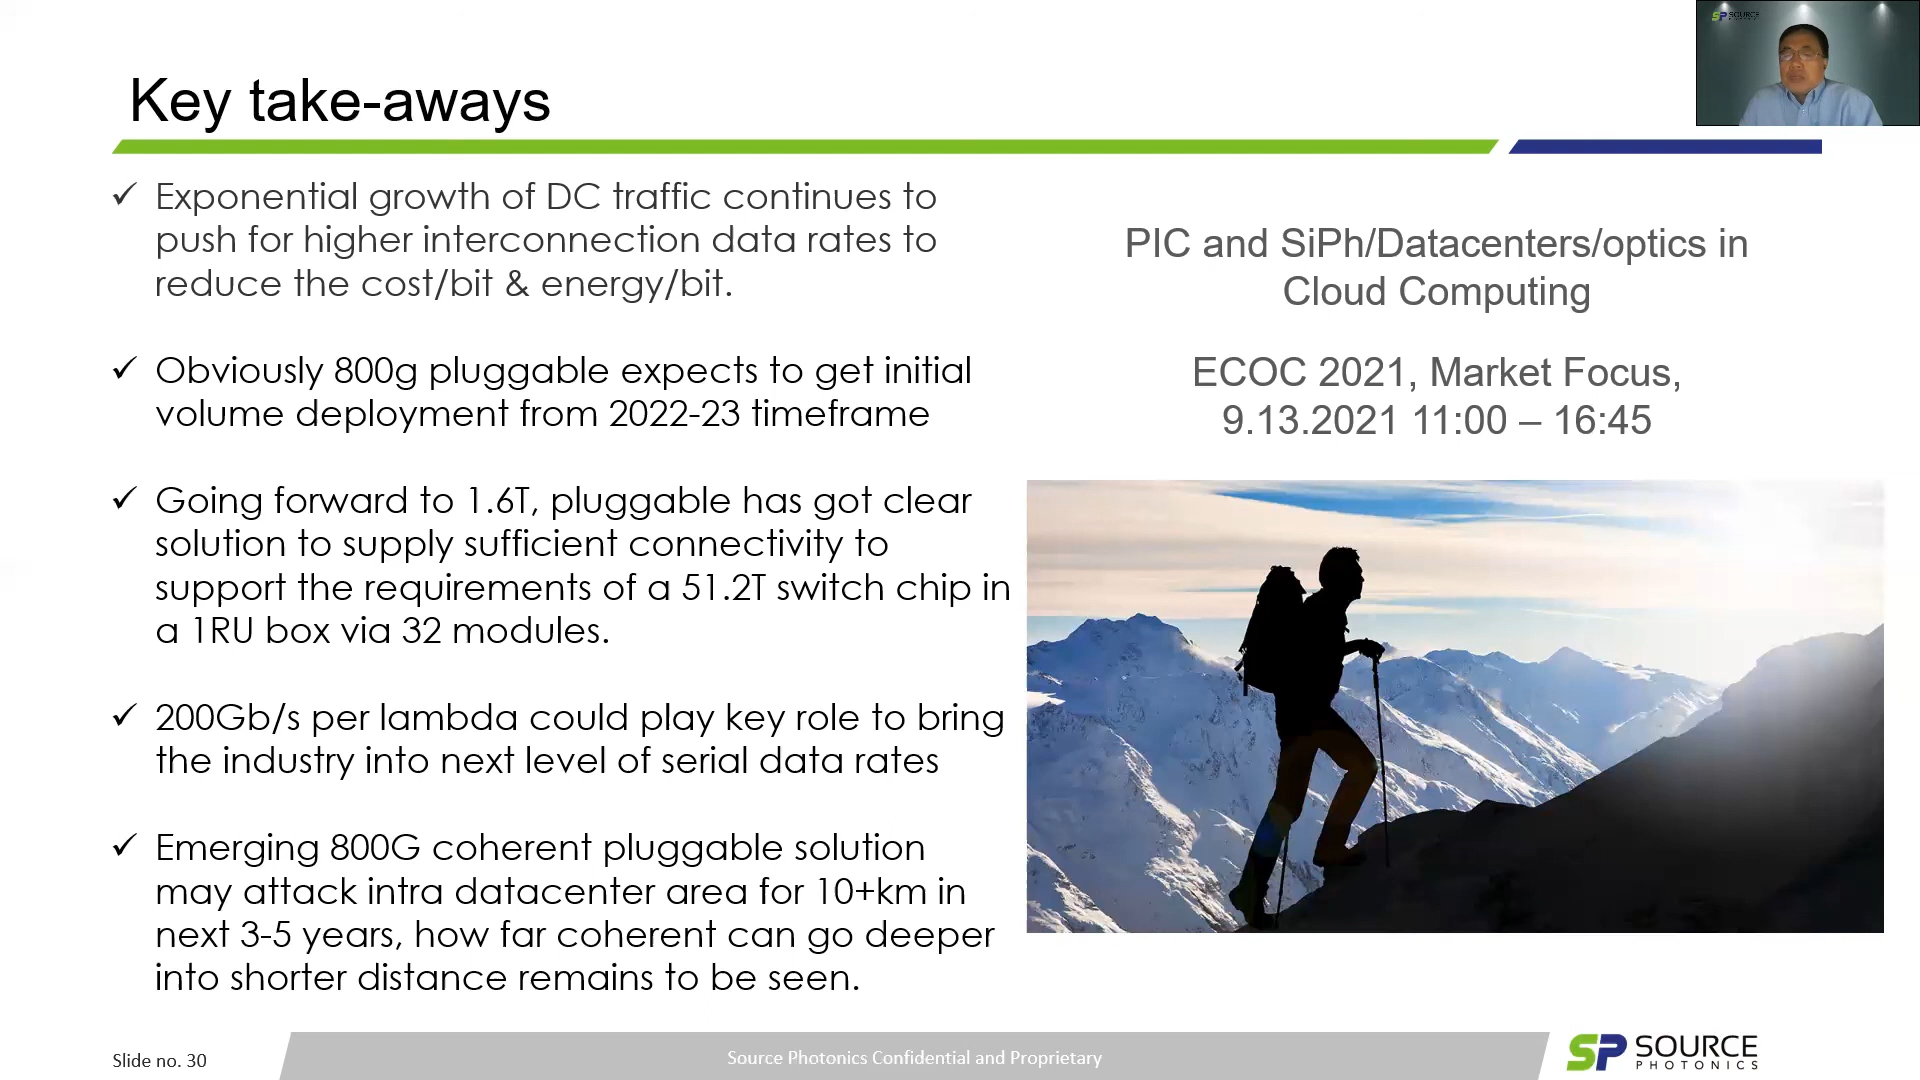 SP SOURCE
Key take-aways
✓ Exponential growth of DC traffic continues to
push for higher interconnection data rates to
reduce the cost/bit & energy/bit.
✓ Obviously 800g pluggable expects to get initial
volume deployment from 2022-23 timeframe
✓ Going forward to 1.6T, pluggable has got clear
solution to supply sufficient connectivity to
support the requirements of a 51.2T switch chip in
a 1RU box via 32 modules.
✓ 200Gb/s per lambda could play key role to bring
the industry into next level of serial data rates
✓ Emerging 800G coherent pluggable solution
may attack intra datacenter area for 10+km in
next 3-5 years, how far coherent can go deeper
into shorter distance remains to be seen.
PIC and SiPh/Datacenters/optics in
Cloud Computing
ECOC 2021, Market Focus,
9.13.2021 11:00 – 16:45
Slide no. 30
Source Photonics Confidential and Proprietary
SP SOURCE
PHOTONICS